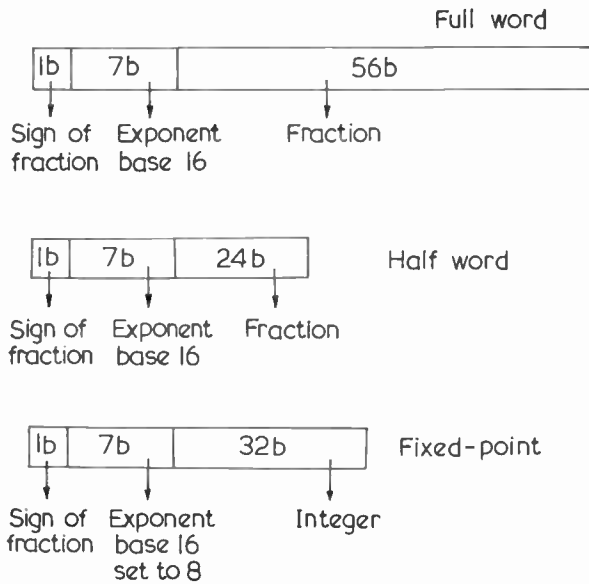 Full word
1b 7b 56b
Sign of fraction Exponent base 16 Fraction
1b 7b 24b Half word
Sign of fraction Exponent base 16 Fraction
1b 7b 32b Fixed-point
Sign of fraction Exponent base 16 set to 8 Integer